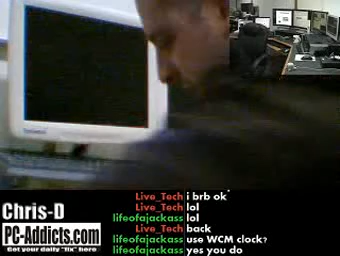 Live_Tech i brb ok
Live_Tech lol
lifeofajackass lol
Live_Tech back
lifeofajackass use WCM clock?
lifeofajackass yes you do
Chris-D
PC-Addicts.com
Get your daily "fix" here